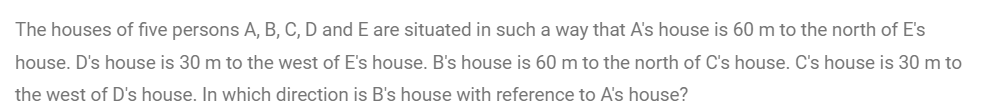 The houses of five persons A, B, C, D and E are situated in such a way that A's house is 60 m to the north of E's
house. D's house is 30 m to the west of E's house. B's house is 60 m to the north of C's house. C's house is 30 m to
the west of D's house. In which direction is B's house with reference to A's house?